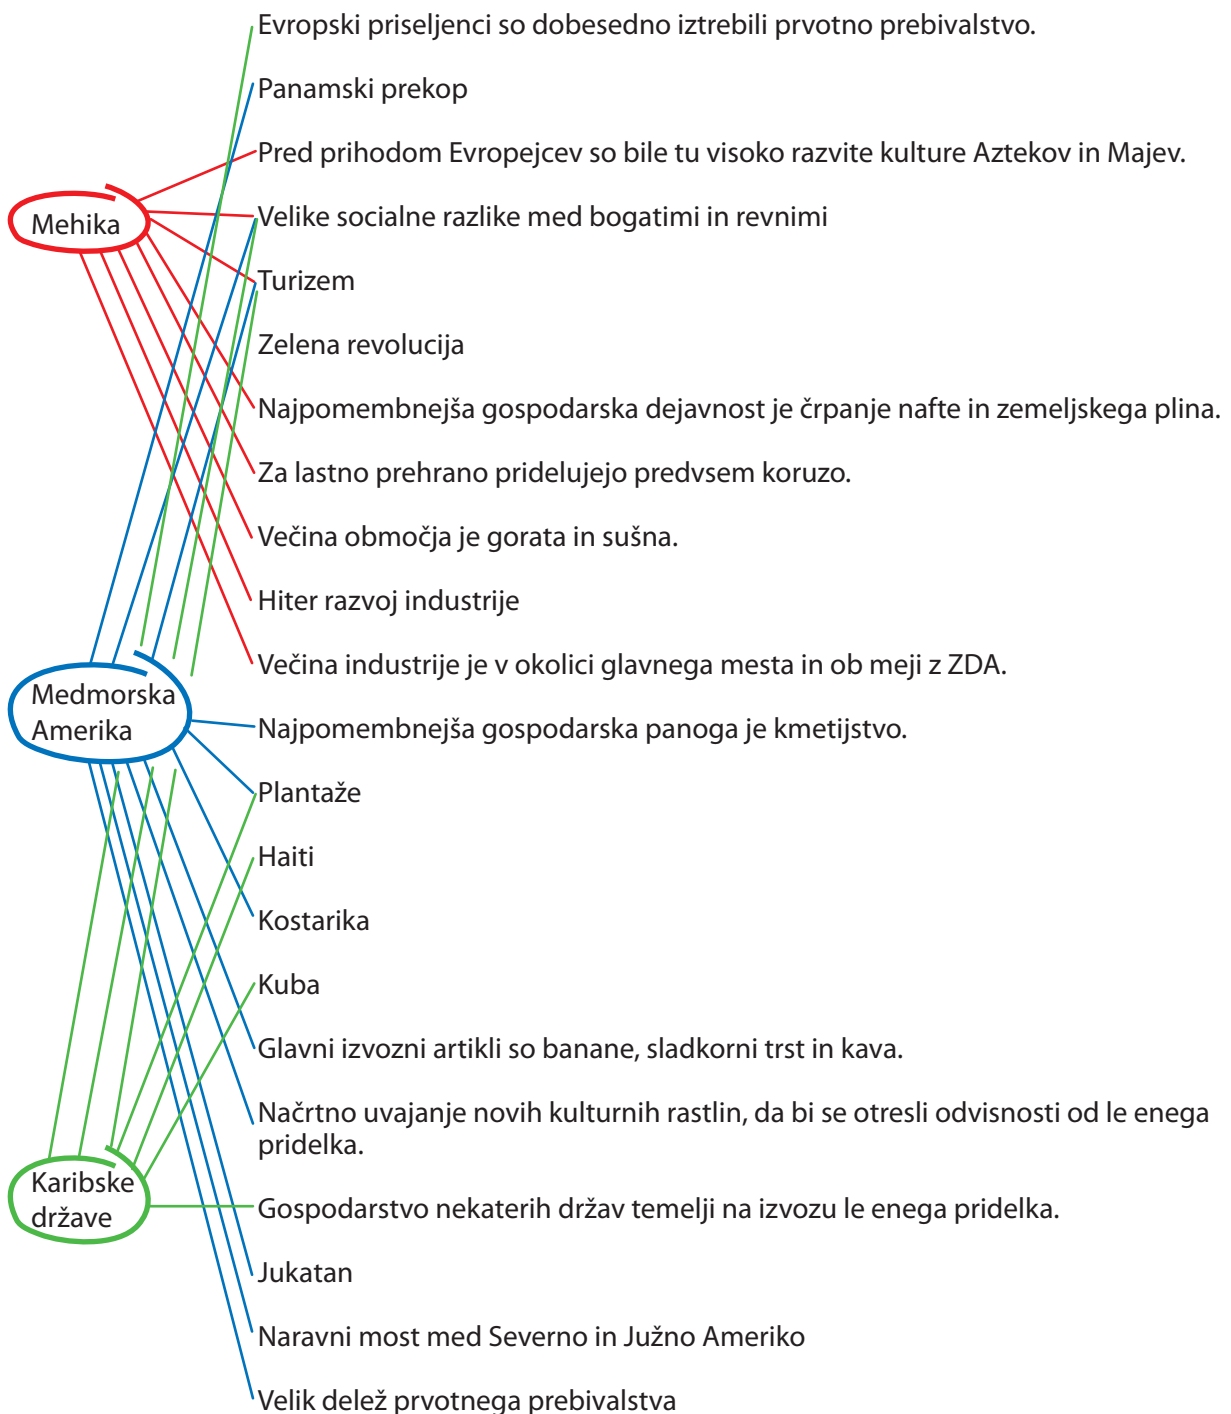 Evropski priseljenci so dobesedno iztrebili prvotno prebivalstvo.
Panamski prekop
Pred prihodom Evropejcev so bile tu visoko razvite kulture Aztekov in Majev.
Mehika
Velike socialne razlike med bogatimi in revnimi
Turizem
Zelena revolucija
Najpomembnejša gospodarska dejavnost je črpanje nafte in zemeljskega plina.
Za lastno prehrano pridelujejo predvsem koruzo.
Večina območja je gorata in sušna.
Hiter razvoj industrije
Večina industrije je v okolici glavnega mesta in ob meji z ZDA.
Medmorska
Amerika
Najpomembnejša gospodarska panoga je kmetijstvo.
Plantaže
Haiti
Kostarika
Kuba
Glavni izvozni artikli so banane, sladkorni trst in kava.
Načrtno uvajanje novih kulturnih rastlin, da bi se otresli odvisnosti od le enega
pridelka.
Karibske
države
Gospodarstvo nekaterih držav temelji na izvozu le enega pridelka.
Jukatan
Naravni most med Severno in Južno Ameriko
Velik delež prvotnega prebivalstva